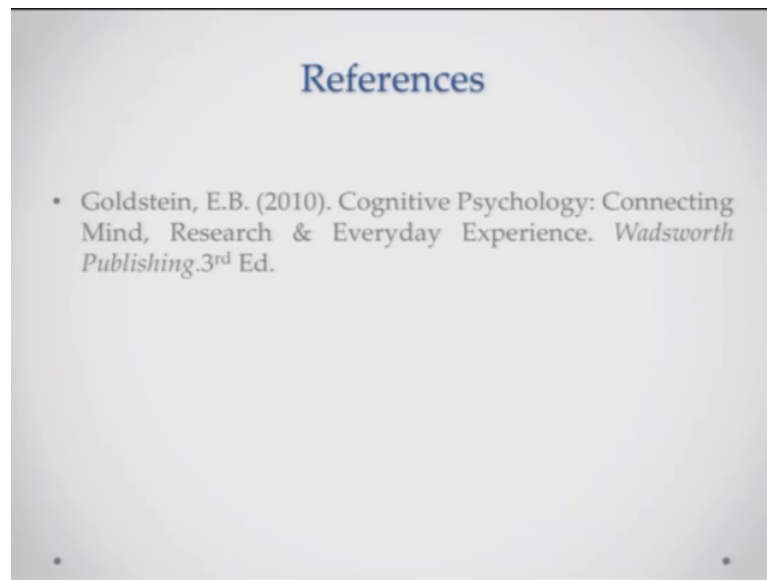 References
• Goldstein, E.B. (2010). Cognitive Psychology: Connecting
Mind, Research & Everyday Experience. Wadsworth
Publishing.3rd Ed.